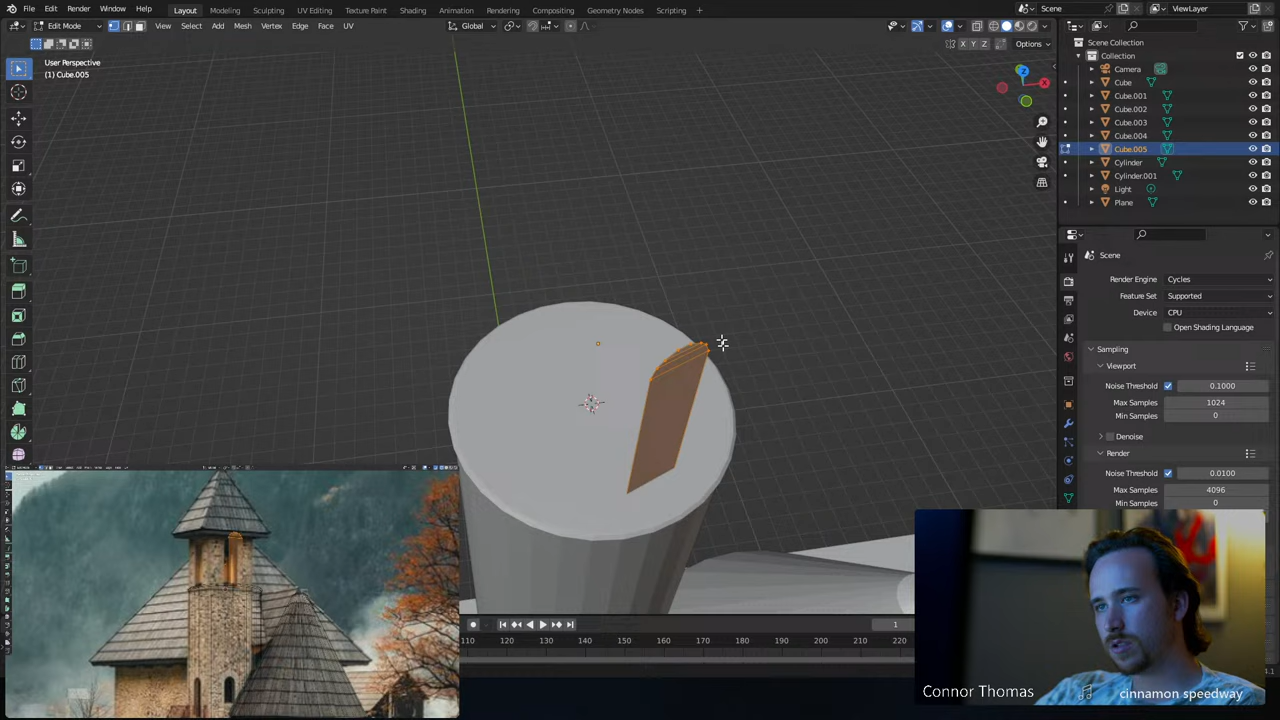 File Edit Render Window Help Layout Modeling Sculpting UV Editing Texture Paint Shading Animation Rendering Compositing Geometry Nodes Scripting Scene ViewLayer
Edit Mode View Select Add Mesh Vertex Edge Face UV Global
X Y Z Options
User Perspective
(1) Cube.005
Scene Collection
Collection
Camera
Cube
Cube.001
Cube.002
Cube.003
Cube.004
Cube.005
Cylinder
Cylinder.001
Light
Plane
Scene
Render Engine Cycles
Feature Set Supported
Device CPU
Open Shading Language
Sampling
Viewport
Noise Threshold 0.1000
Max Samples 1024
Min Samples 0
Denoise
Render
Noise Threshold 0.0100
Max Samples 4096
Min Samples 0
1
110 120 130 140 150 160 170 180 190 200 210 220
Connor Thomas cinnamon speedway